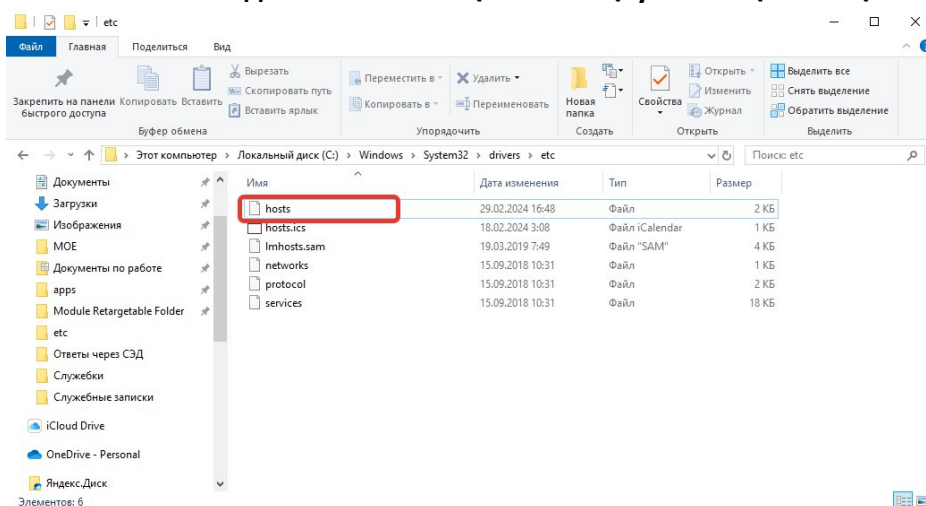 etc
Файл Главная Поделиться Вид
Закрепить на панели быстрого доступа
Копировать
Вставить
Вырезать
Скопировать путь
Вставить ярлык
Буфер обмена
Переместить в
Копировать в
Удалить
Переименовать
Упорядочить
Новая папка
Создать
Свойства
Открыть
Изменить
Журнал
Открыть
Выделить все
Снять выделение
Обратить выделение
Выделить
Этот компьютер > Локальный диск (C:) > Windows > System32 > drivers > etc
Поиск: etc
Документы
Загрузки
Изображения
МОЕ
Документы по работе
apps
Module Retargetable Folder
etc
Ответы через СЭД
Служебки
Служебные записки
iCloud Drive
OneDrive - Personal
Яндекс.Диск
Имя Дата изменения Тип Размер
hosts 29.02.2024 16:48 Файл 2 КБ
hosts.ics 18.02.2024 3:08 Файл iCalendar 1 КБ
lmhosts.sam 19.03.2019 7:49 Файл "SAM" 4 КБ
networks 15.09.2018 10:31 Файл 1 КБ
protocol 15.09.2018 10:31 Файл 2 КБ
services 15.09.2018 10:31 Файл 18 КБ
Элементов: 6